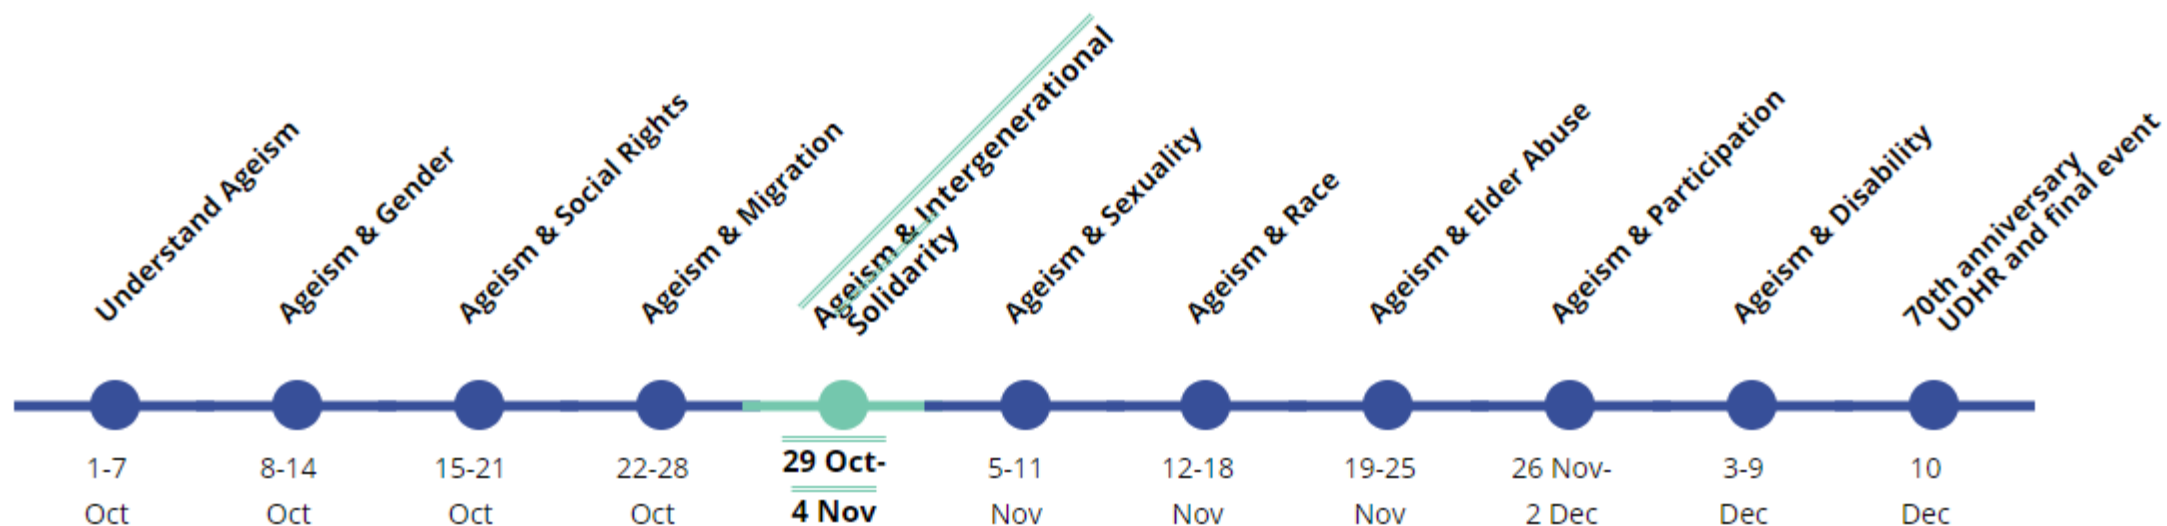 Understand Ageism
Ageism & Gender
Ageism & Social Rights
Ageism & Migration
Ageism & Intergenerational
Solidarity
Ageism & Sexuality
Ageism & Race
Ageism & Elder Abuse
Ageism & Participation
Ageism & Disability
70th anniversary
UDHR and final event
1-7
Oct
8-14
Oct
15-21
Oct
22-28
Oct
29 Oct-
4 Nov
5-11
Nov
12-18
Nov
19-25
Nov
26 Nov-
2 Dec
3-9
Dec
10
Dec